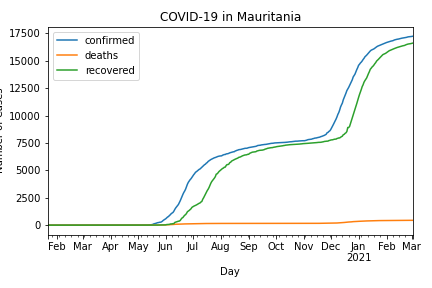 COVID-19 in Mauritania
17500
15000
12500
10000
7500
5000
2500
0
confirmed
deaths
recovered
Feb Mar Apr May Jun Jul Aug Sep Oct Nov Dec Jan Feb Mar
2021
Day